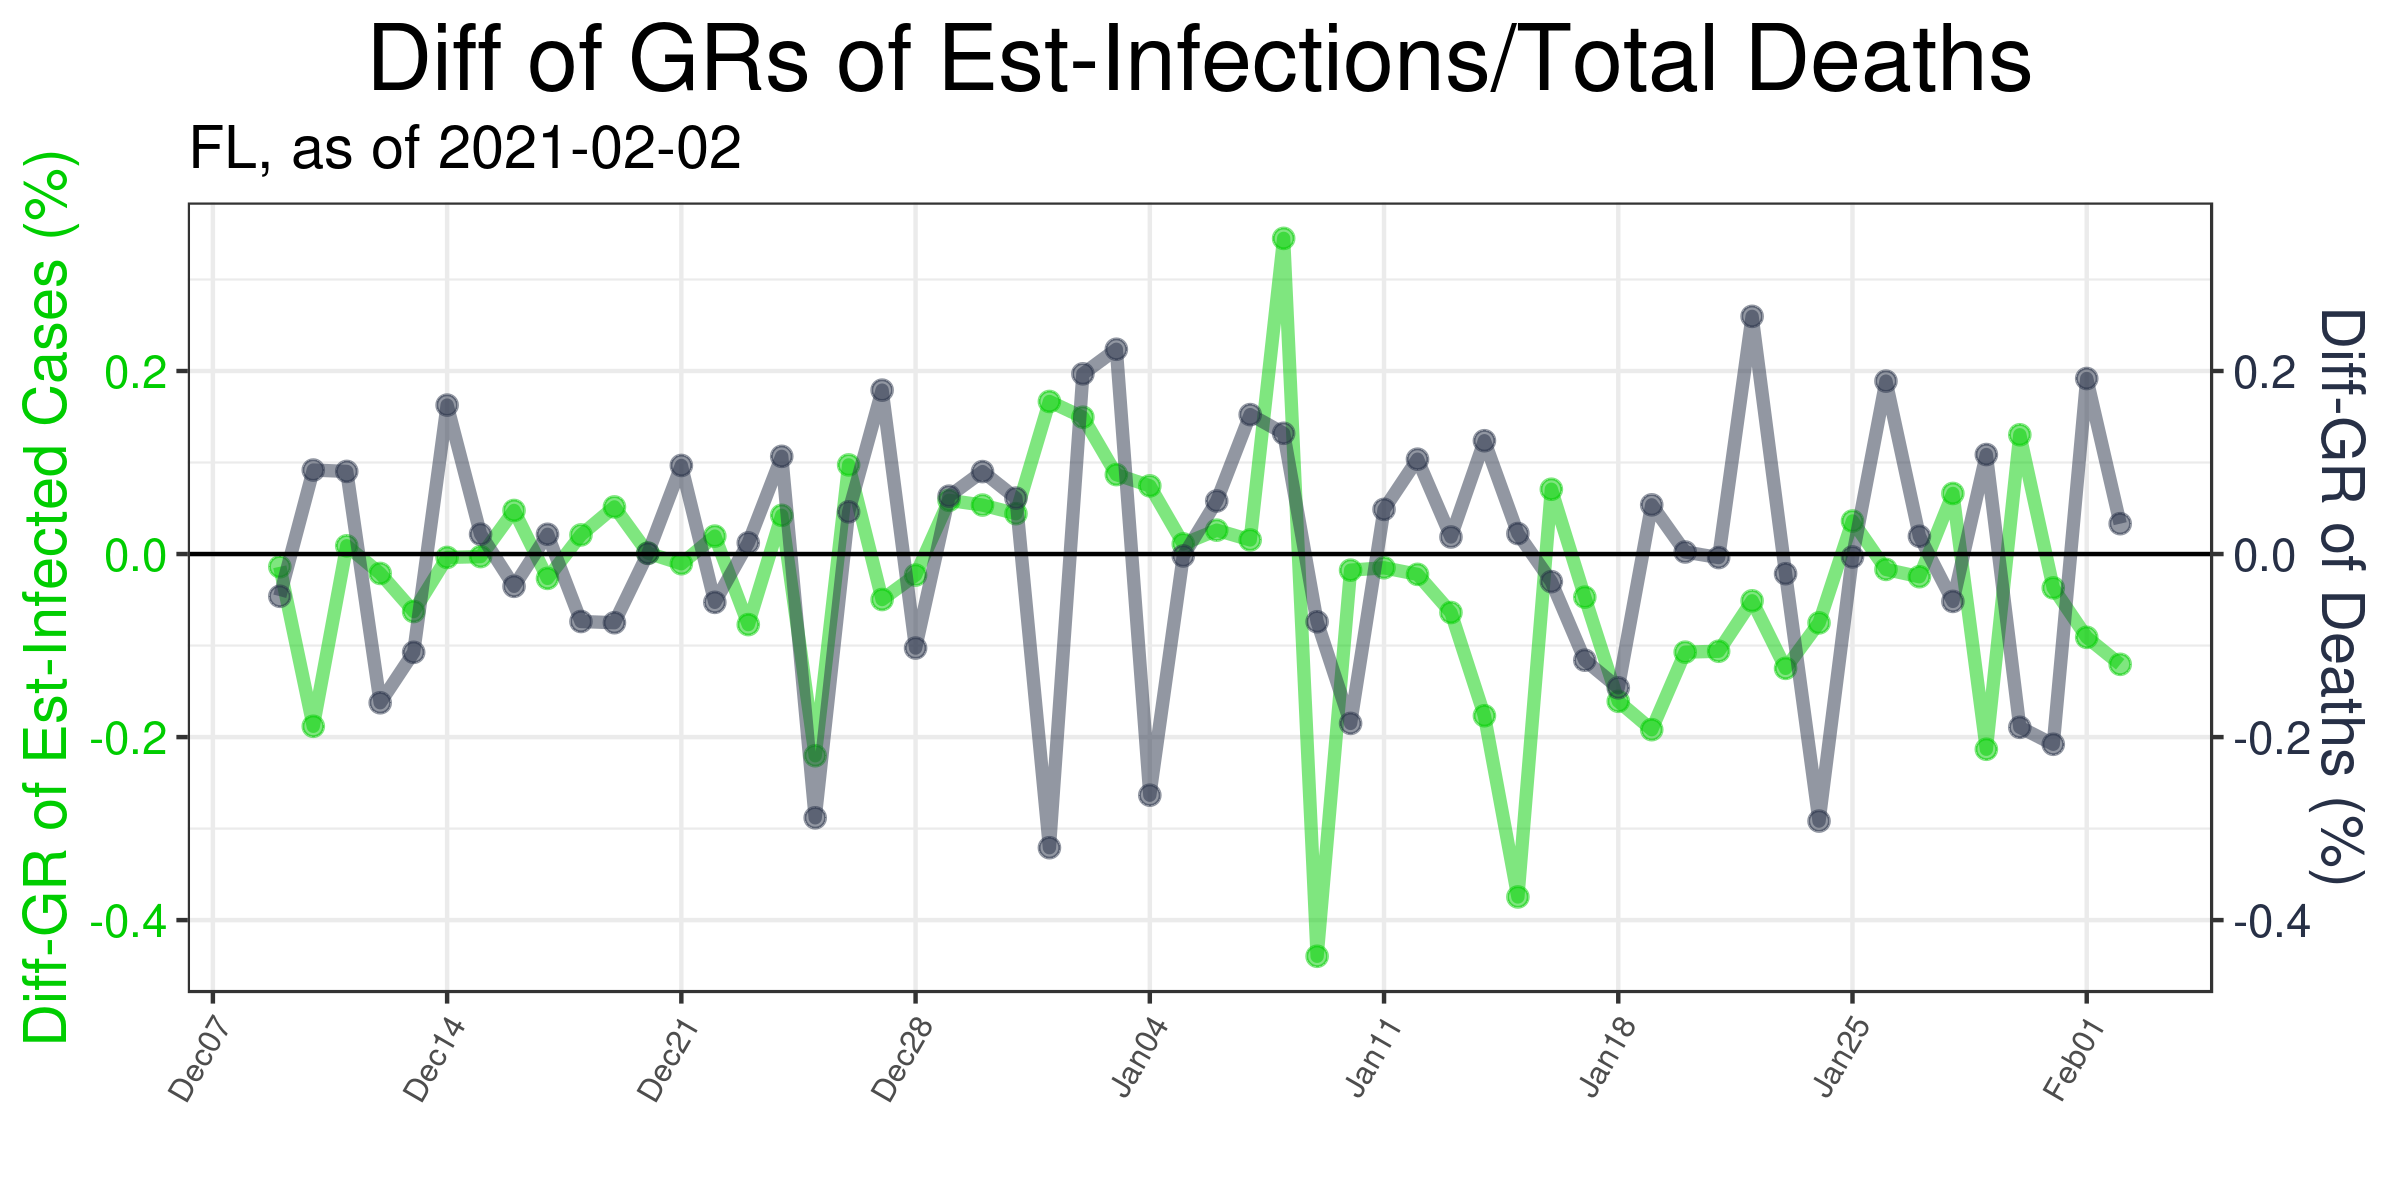 Diff of GRs of Est-Infections/Total Deaths
FL, as of 2021-02-02
Diff-GR of Est-Infected Cases (%)
0.2
0.0
-0.2
-0.4
0.2
0.0
-0.2
-0.4
Diff-GR of Deaths (%)
Dec07
Dec14
Dec21
Dec28
Jan04
Jan11
Jan18
Jan25
Feb01